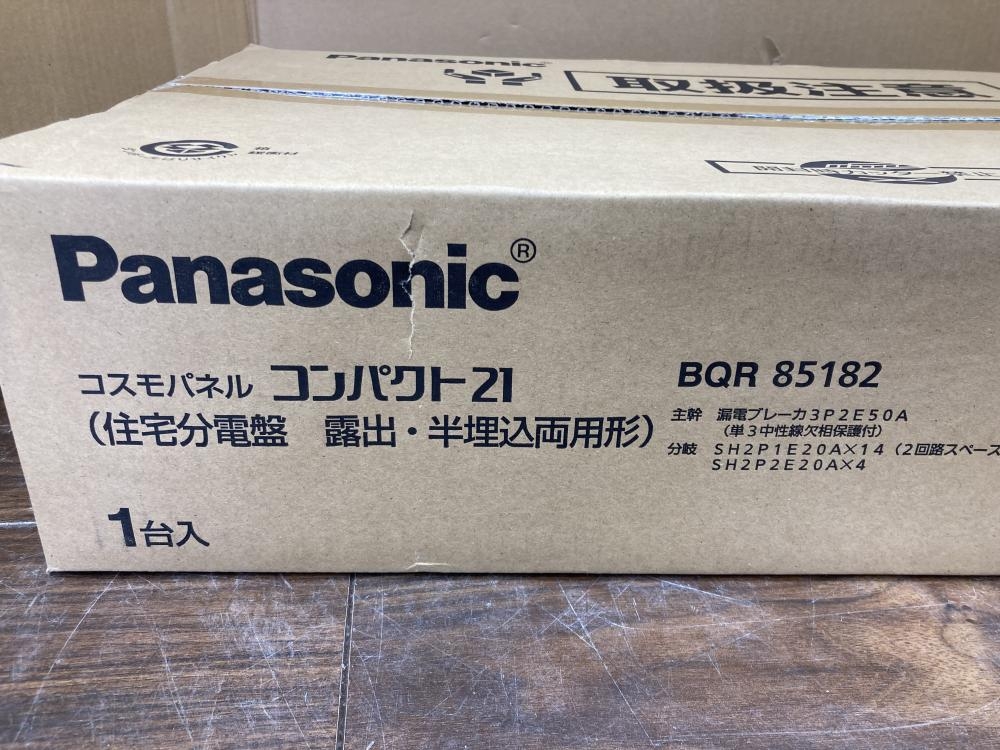 Panasonic
取扱注意
Panasonic®
コスモパネル コンパクト21
(住宅分電盤 露出・半埋込両用形)
1台入
BQR 85182
主幹 漏電ブレーカ3P2E50A
(単3中性線欠相保護付)
分岐 SH2P1E20A×14 (2回路スペース
SH2P2E20A×4